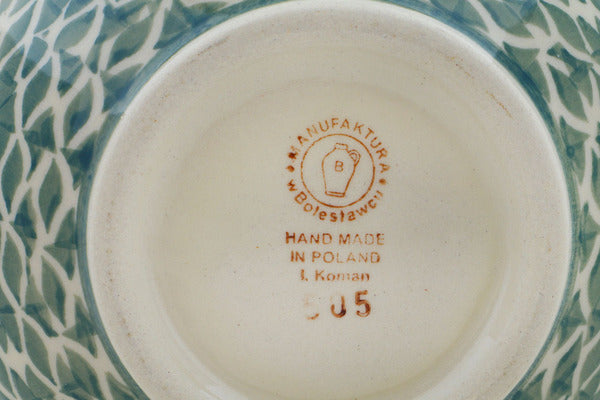 MANUFAKTURA
w Bolesławcu
B
HAND MADE
IN POLAND
I. Koman
505